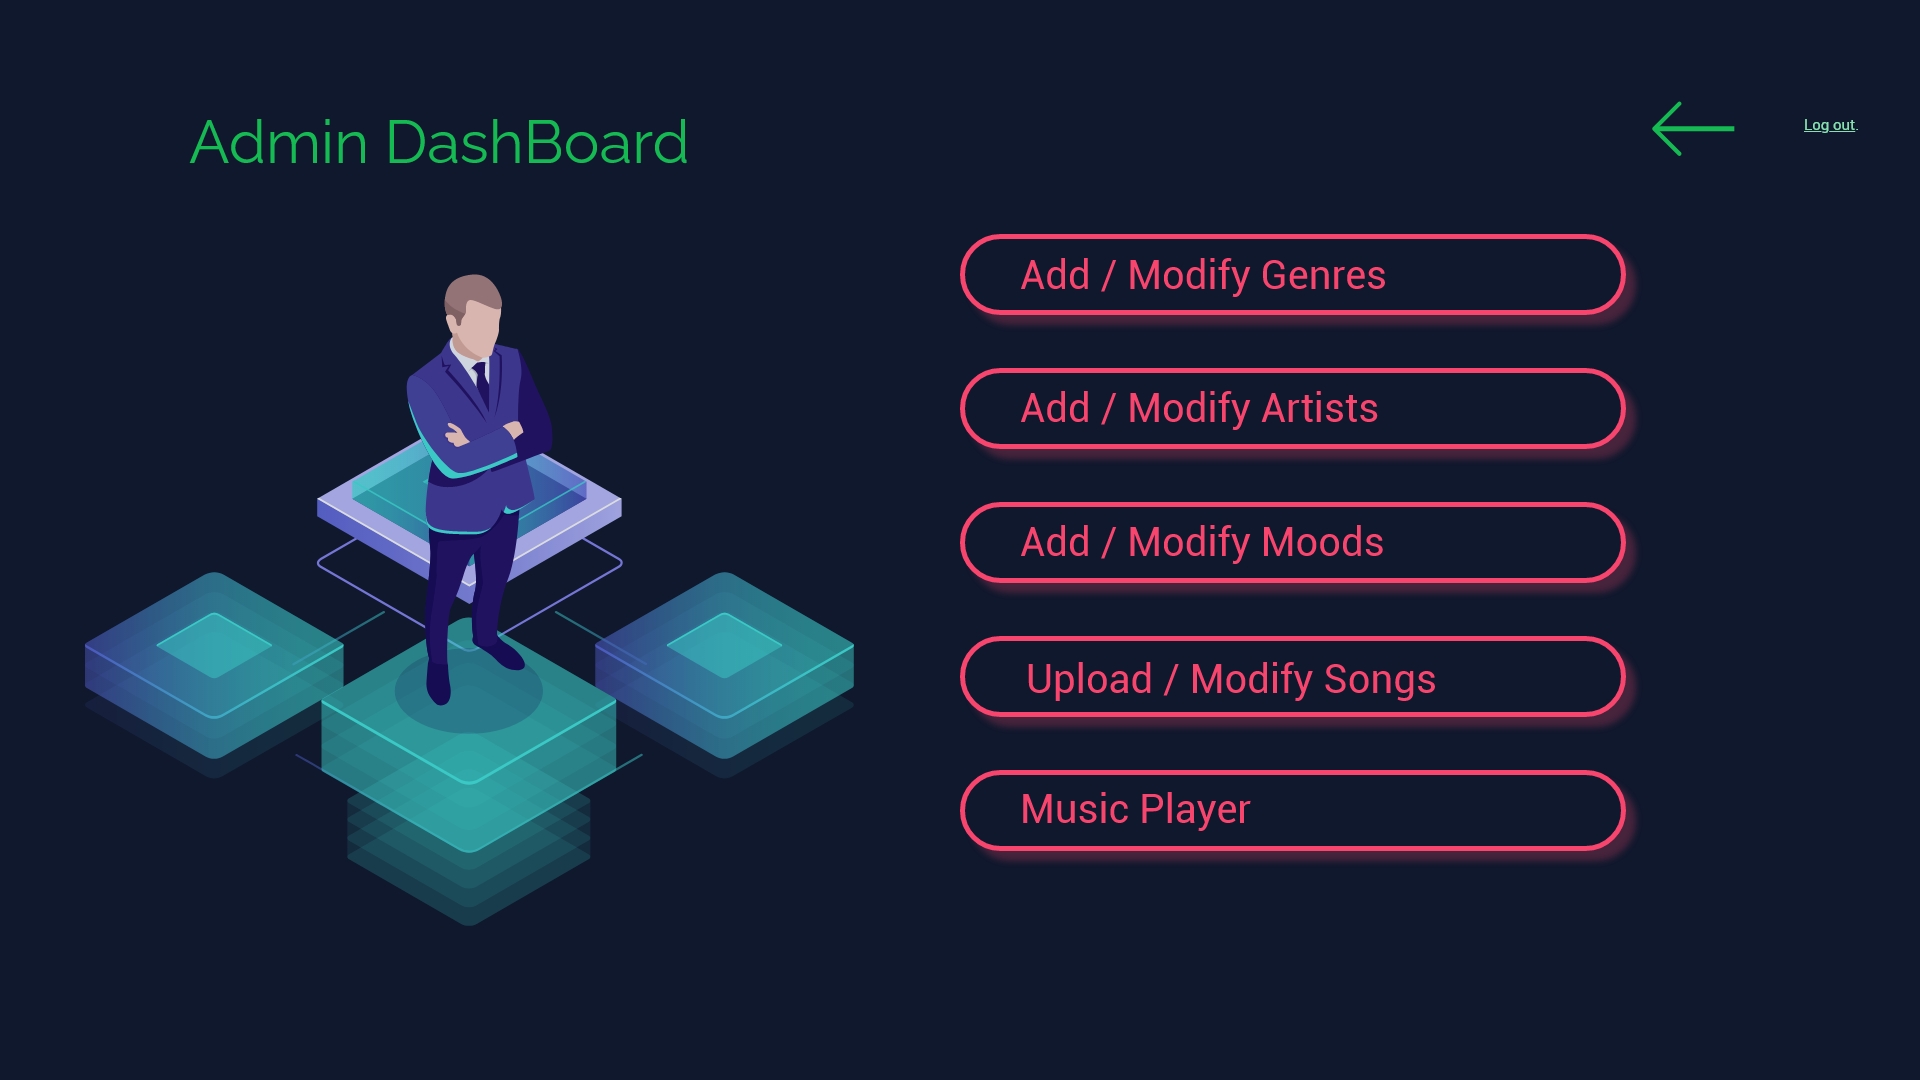 Admin DashBoard
Log out.
Add / Modify Genres
Add / Modify Artists
Add / Modify Moods
Upload / Modify Songs
Music Player